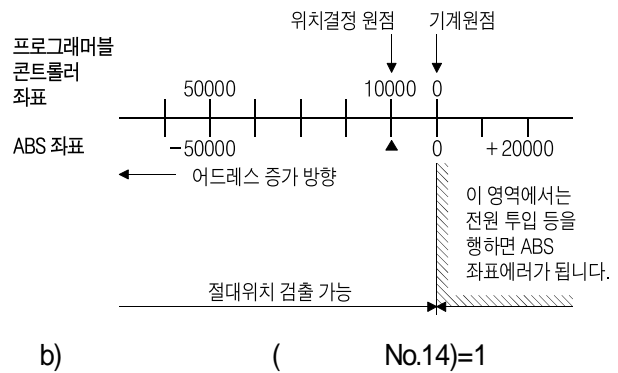 위치결정 원점 기계원점
프로그래머블
콘트롤러
좌표
50000 10000 0
ABS 좌표
-50000 0 +20000
어드레스 증가 방향
이 영역에서는
전원 투입 등을
행하면 ABS
좌표에러가 됩니다.
절대위치 검출 가능
b) ( No.14)=1